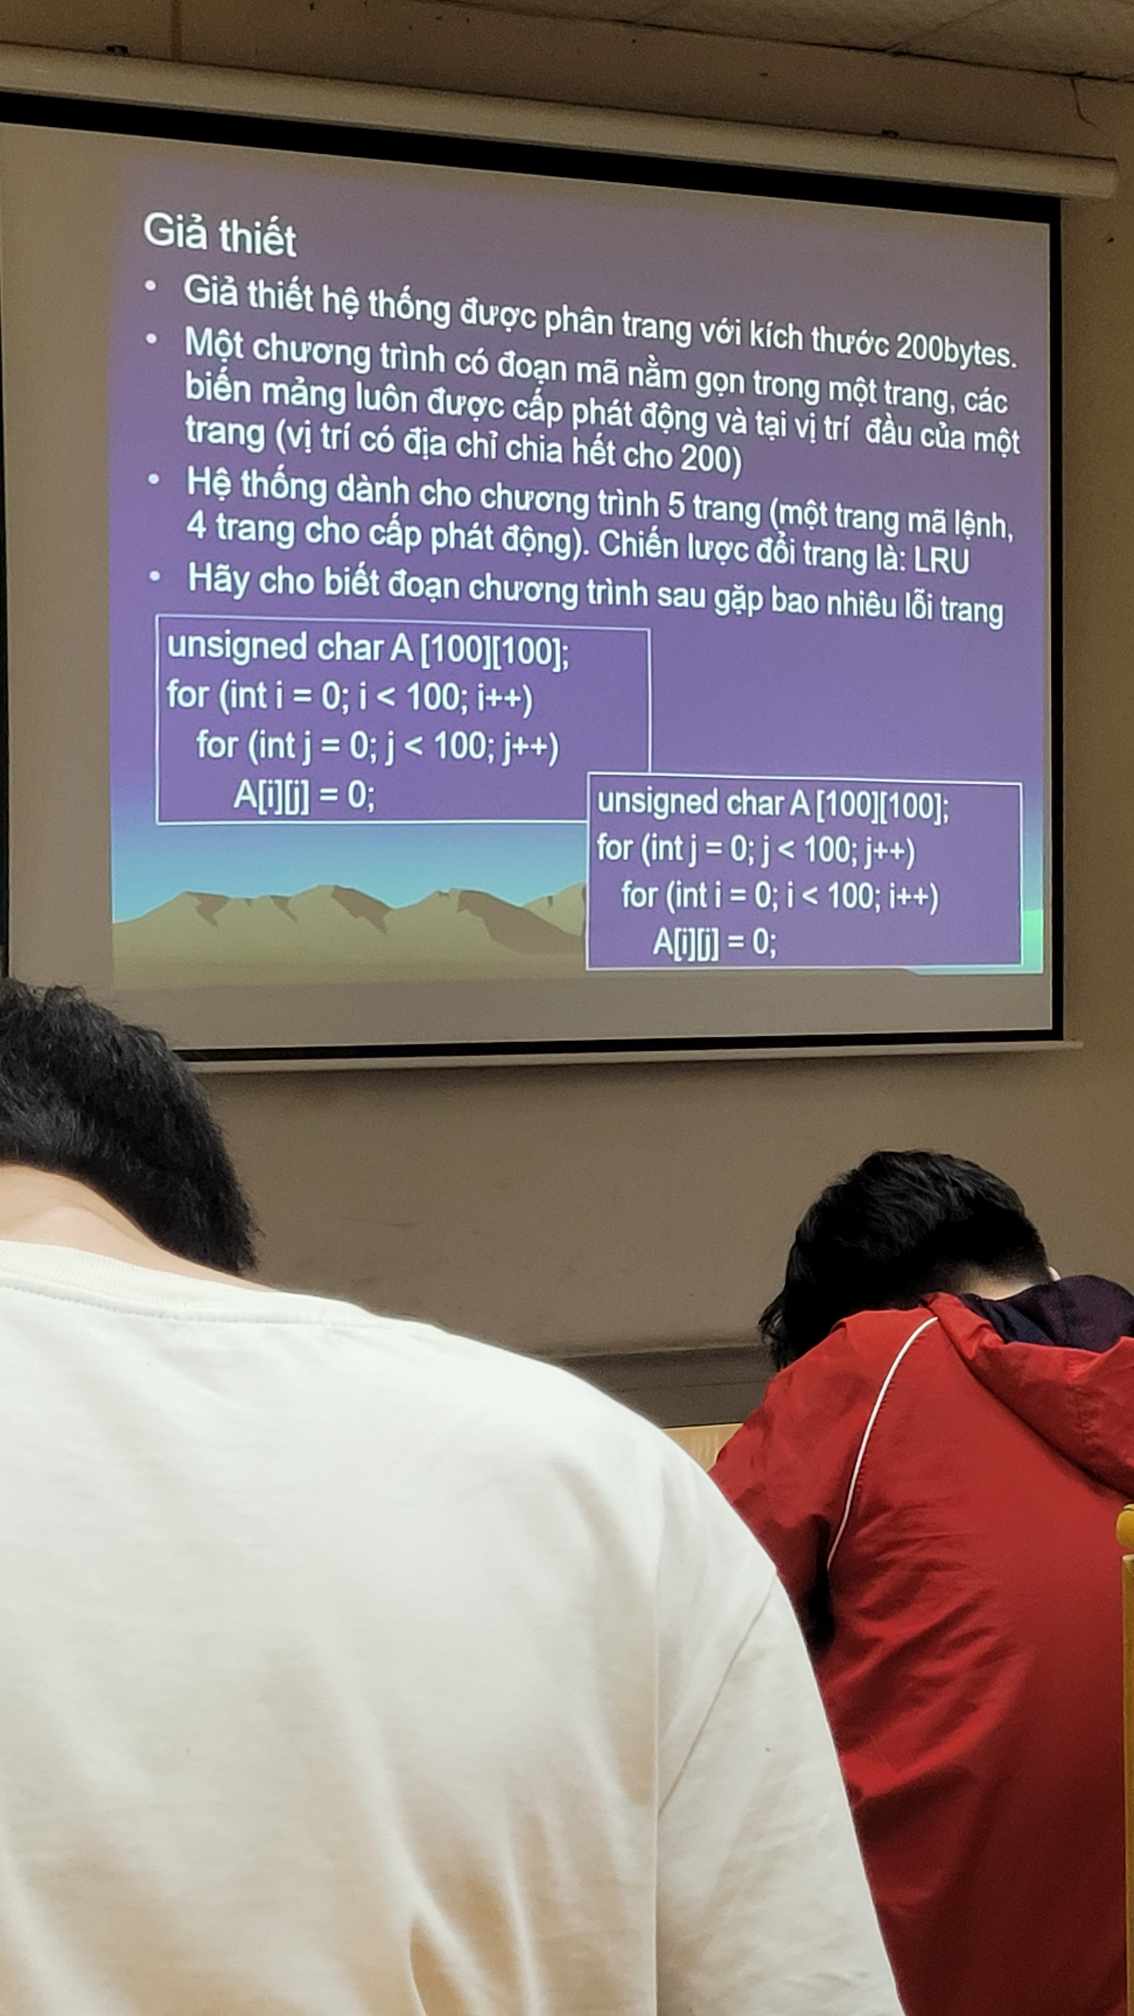 Giả thiết
• Giả thiết hệ thống được phân trang với kích thước 200bytes.
• Một chương trình có đoạn mã nằm gọn trong một trang, các
biến mảng luôn được cấp phát động và tại vị trí đầu của một
trang (vị trí có địa chỉ chia hết cho 200)
• Hệ thống dành cho chương trình 5 trang (một trang mã lệnh,
4 trang cho cấp phát động). Chiến lược đổi trang là: LRU
• Hãy cho biết đoạn chương trình sau gặp bao nhiêu lỗi trang
unsigned char A [100][100];
for (int i = 0; i < 100; i++)
for (int j = 0; j < 100; j++)
A[i][j] = 0;
unsigned char A [100][100];
for (int j = 0; j < 100; j++)
for (int i = 0; i < 100; i++)
A[i][j] = 0;